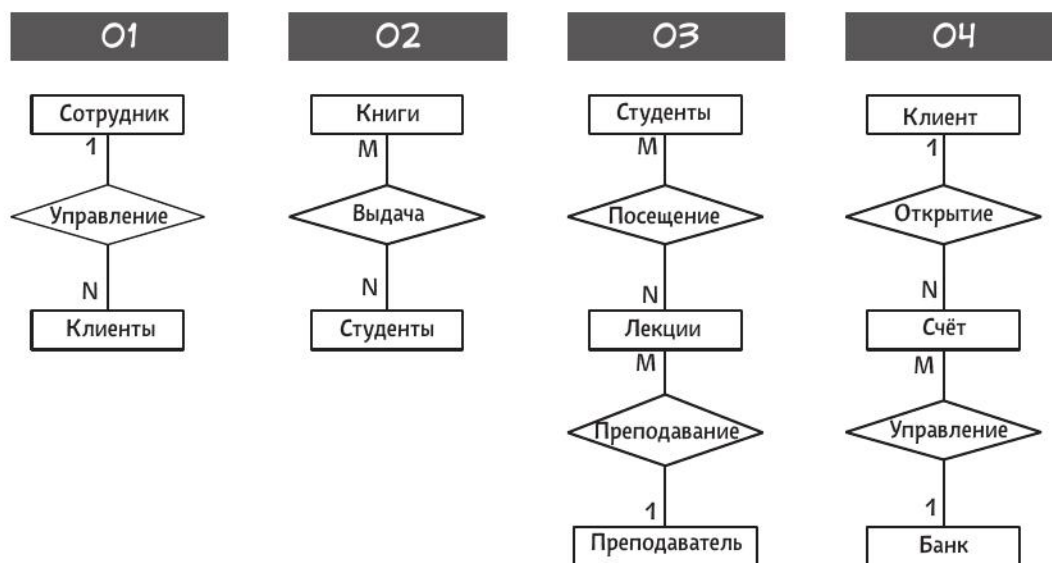 01
Сотрудник
1
Управление
N
Клиенты
02
Книги
M
Выдача
N
Студенты
03
Студенты
M
Посещение
N
Лекции
M
Преподавание
1
Преподаватель
04
Клиент
1
Открытие
N
Счёт
M
Управление
1
Банк